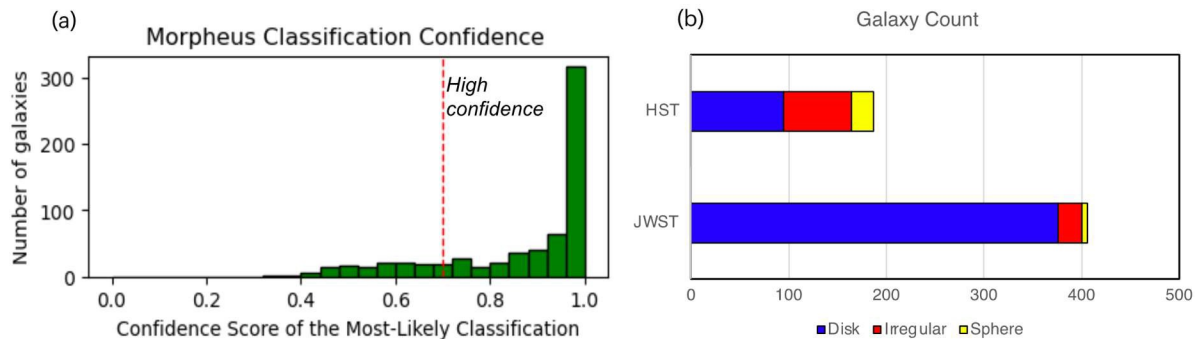 (a)
Morpheus Classification Confidence
High
confidence
Number of galaxies
300
200
100
0
0.0 0.2 0.4 0.6 0.8 1.0
Confidence Score of the Most-Likely Classification
(b)
Galaxy Count
HST
JWST
0 100 200 300 400 500
Disk Irregular Sphere